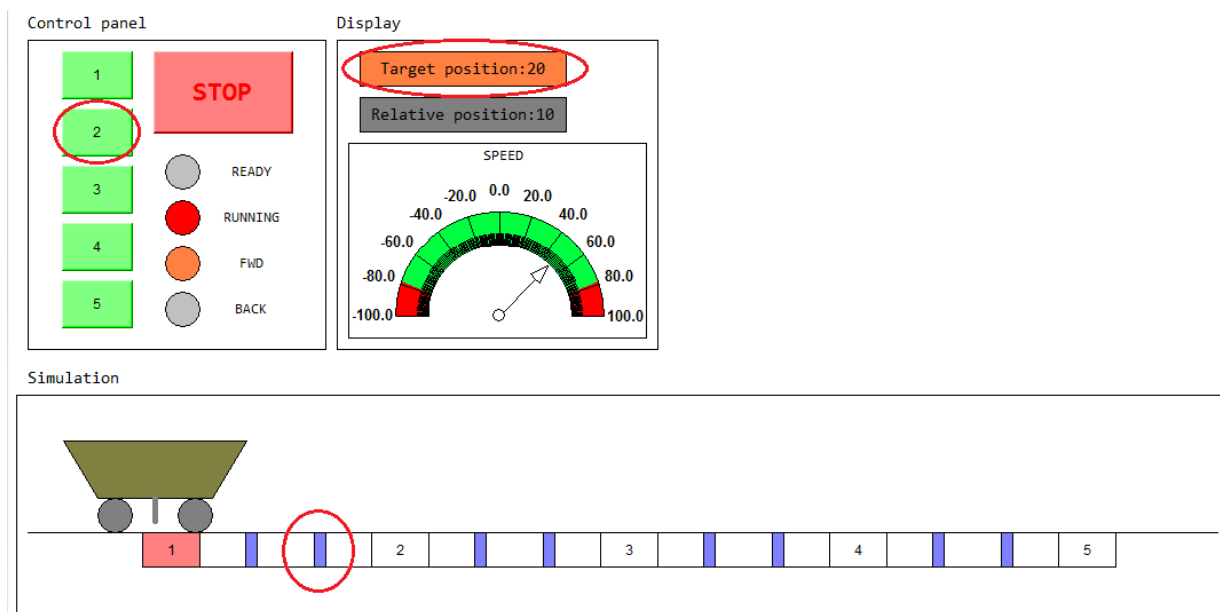 Control panel
1
2
3
4
5
STOP
READY
RUNNING
FWD
BACK
Display
Target position:20
Relative position:10
SPEED
-100.0
-80.0
-60.0
-40.0
-20.0
0.0
20.0
40.0
60.0
80.0
100.0
Simulation
1 2 3 4 5